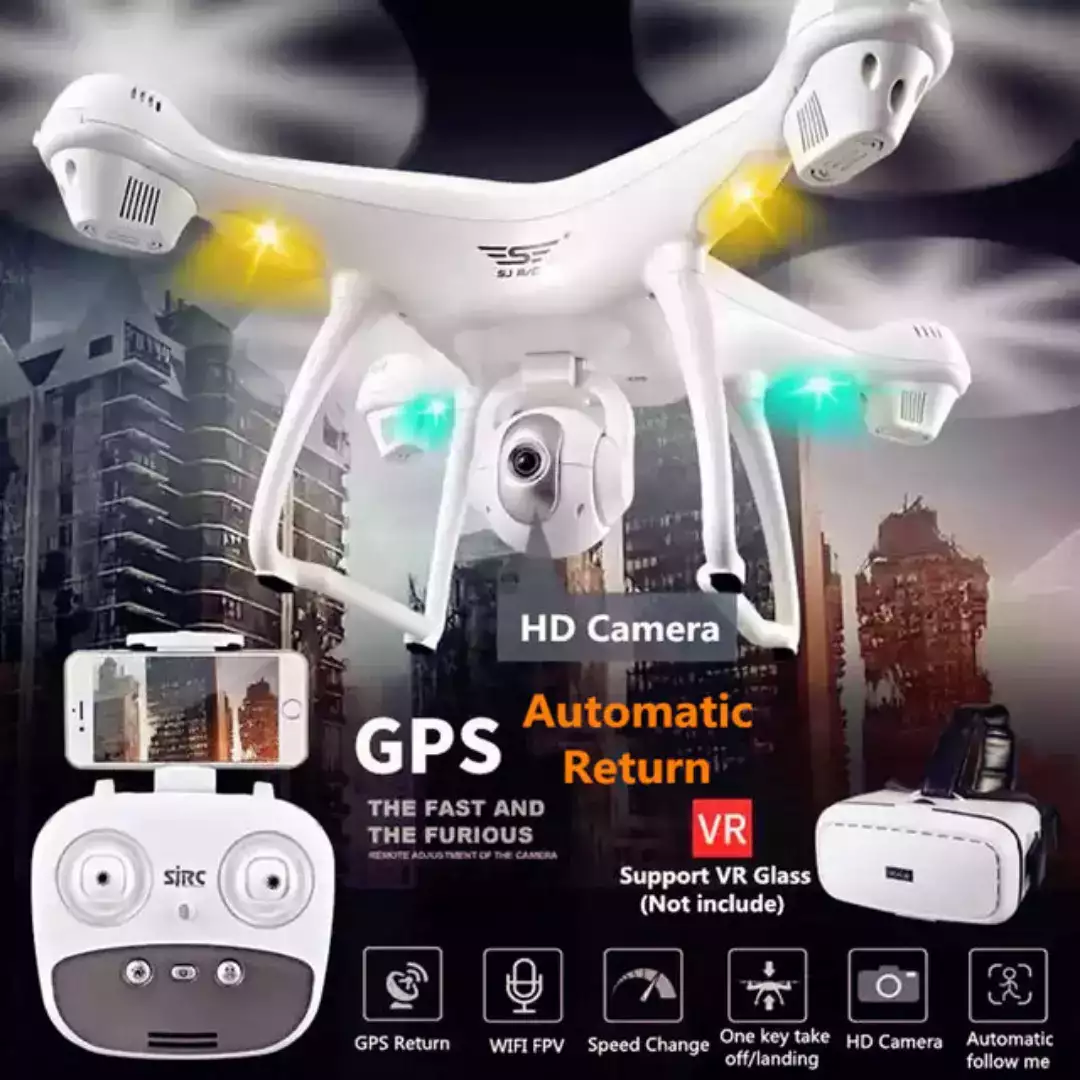 SJ R/C
HD Camera
GPS
Automatic
Return
THE FAST AND
THE FURIOUS
REMOTE ADJUSTMENT OF THE CAMERA
VR
Support VR Glass
(Not include)
SJRC
GPS Return
WIFI FPV
Speed Change
One key take
off/landing
HD Camera
Automatic
follow me